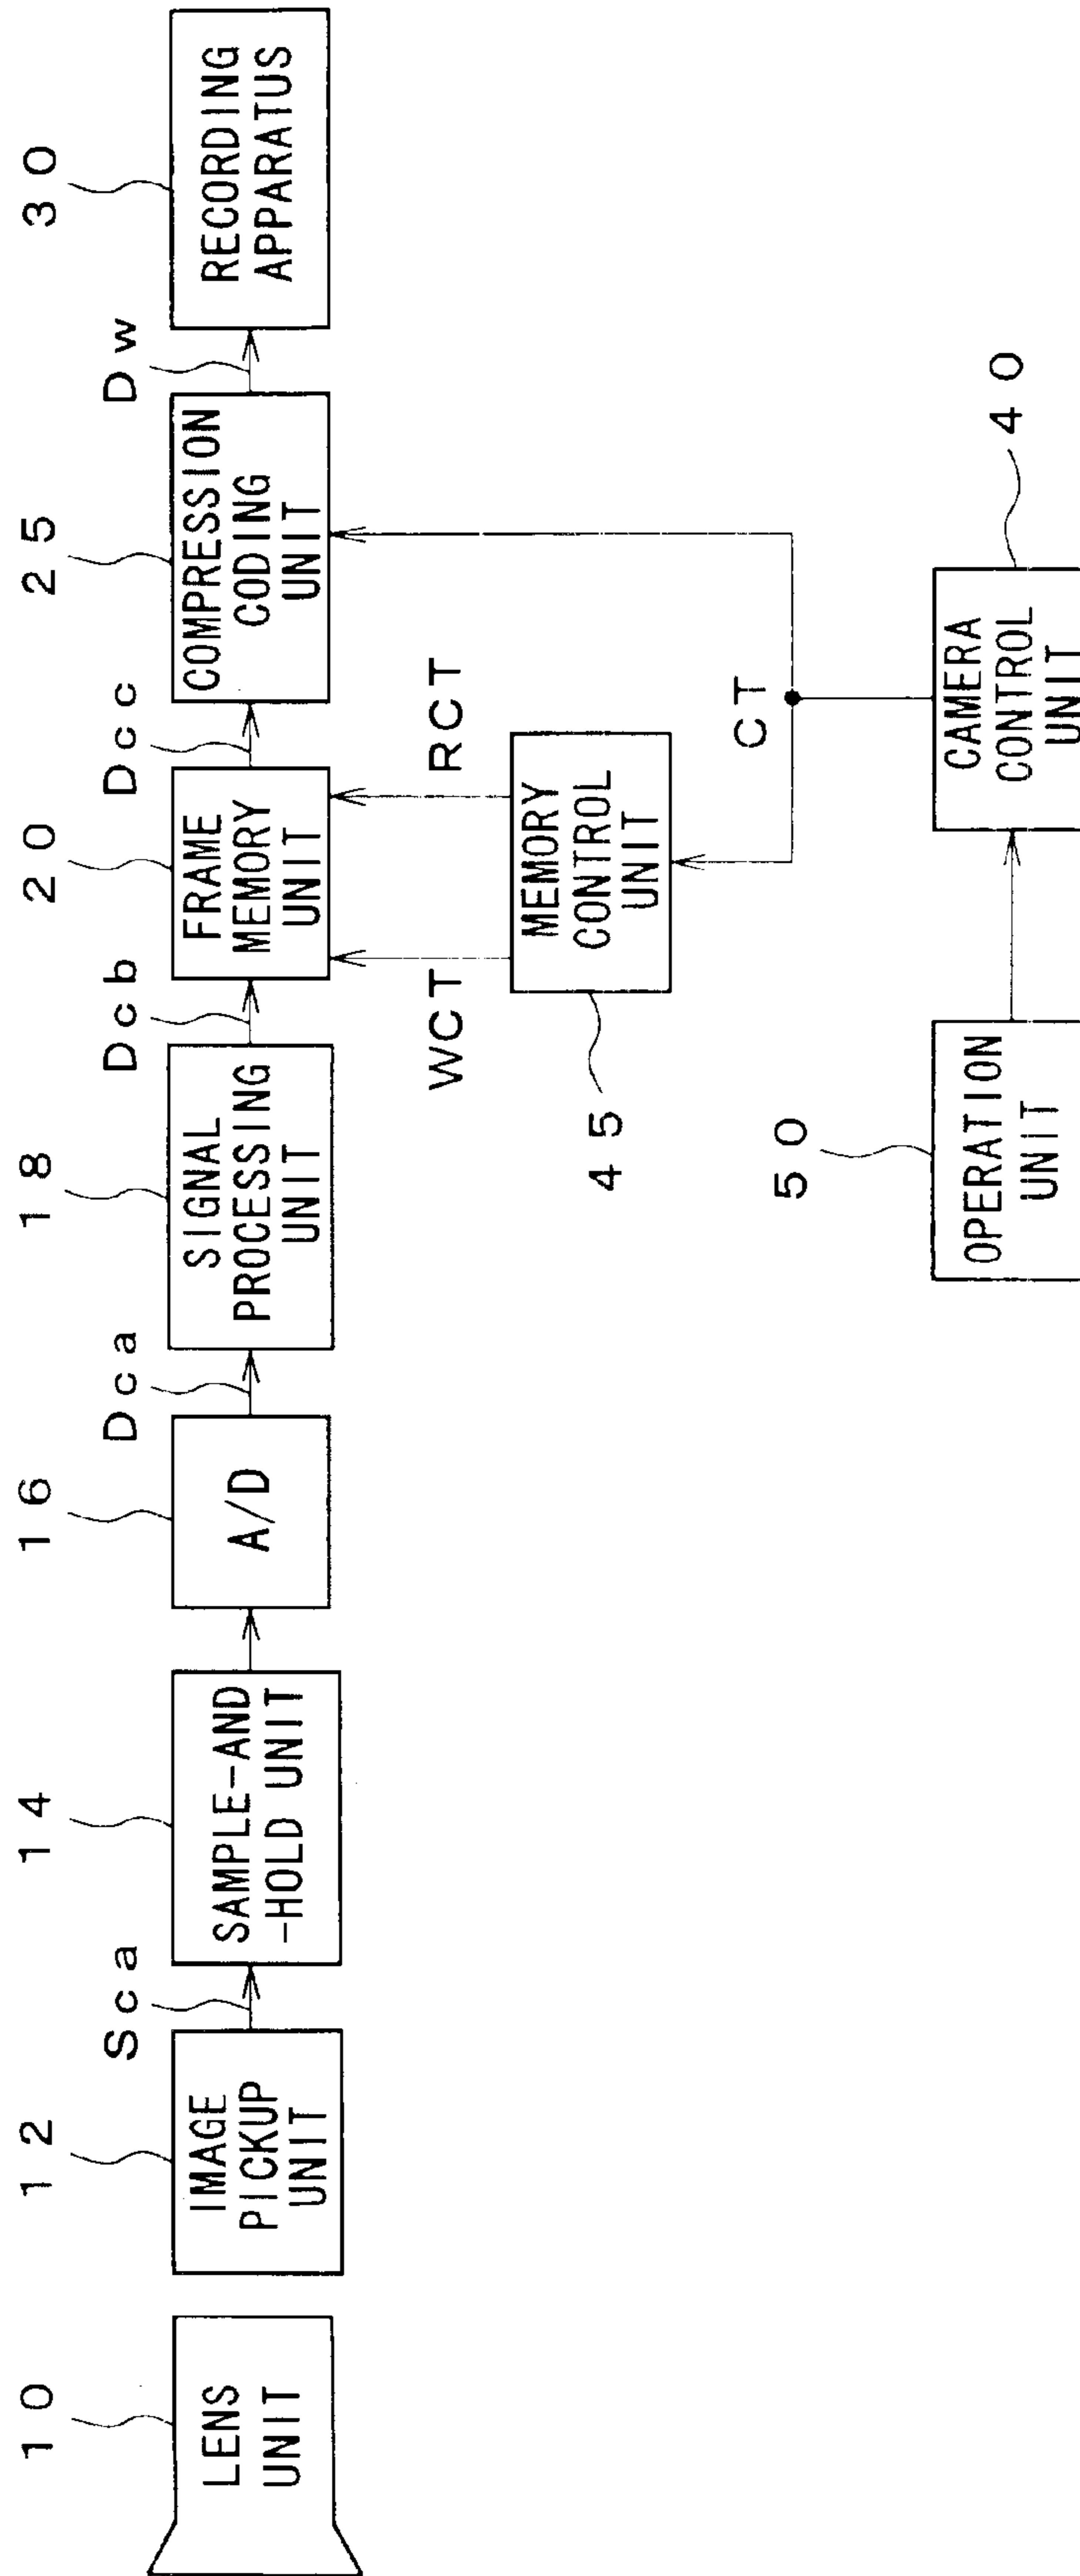 10
12
14
16
18
20
25
30
Sca
Dca
Dcb
Dcc
Dw
LENS
UNIT
IMAGE
PICKUP
UNIT
SAMPLE-AND
-HOLD UNIT
A/D
SIGNAL
PROCESSING
UNIT
FRAME
MEMORY
UNIT
COMPRESSION
CODING
UNIT
RECORDING
APPARATUS
WCT
RCT
MEMORY
CONTROL
UNIT
45
CT
50
40
OPERATION
UNIT
CAMERA
CONTROL
UNIT